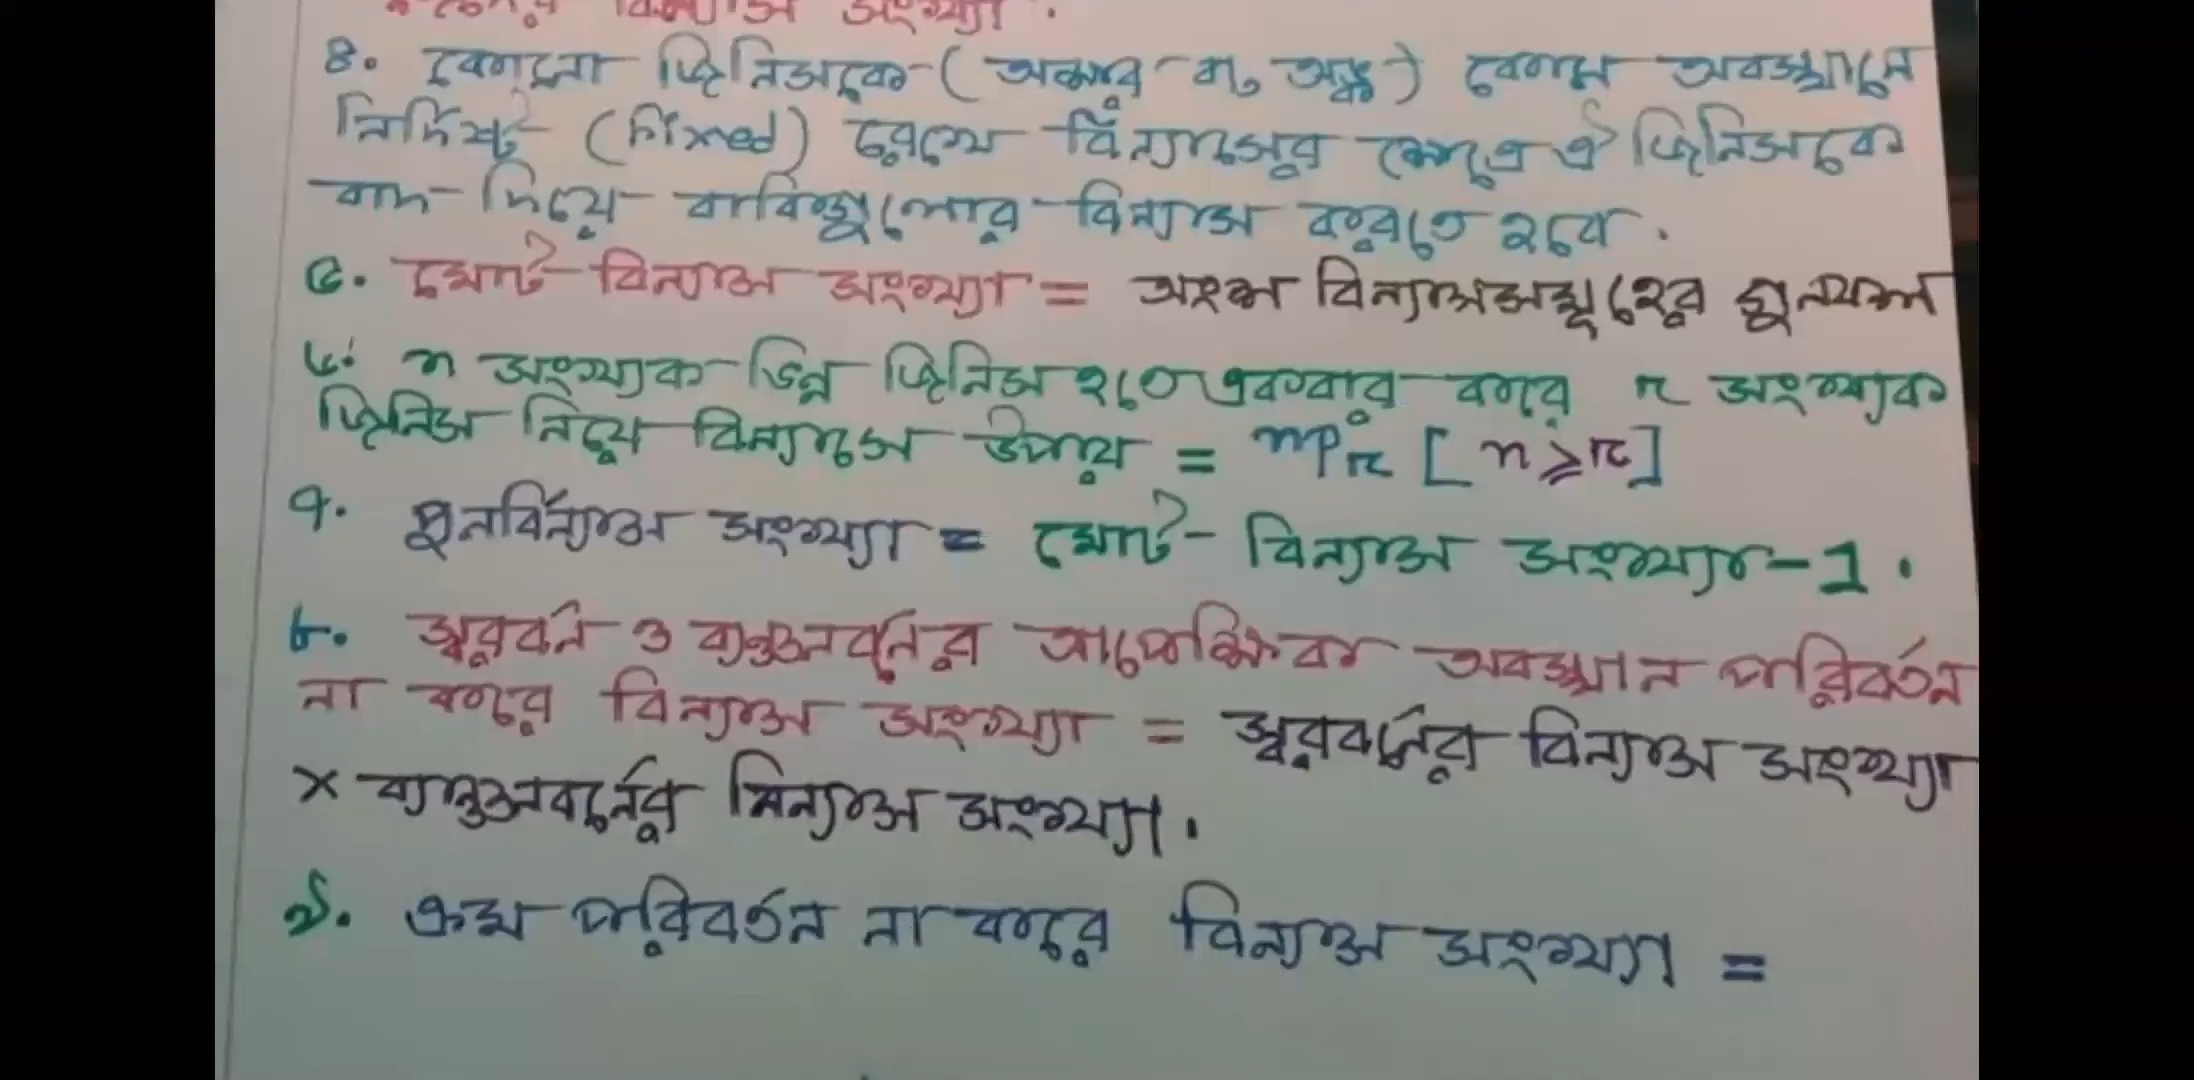 বিন্যাস সংখ্যা.
৪. কোনো জিনিসকে (অক্ষর বা অঙ্ক) কোনো অবস্থানে
নির্দিষ্ট (fixed) রেখে বিন্যাসের ক্ষেত্রে ঐ জিনিসকে
বাদ দিয়ে বাকিগুলোর বিন্যাস করতে হবে.
৫. মোট বিন্যাস সংখ্যা = অংশ বিন্যাসসমূহের গুনফল
৬. n সংখ্যক ভিন্ন জিনিস হতে একবার করে r সংখ্যক
জিনিস নিয়ে বিন্যাসে উপায় = nPr [n⩾r]
৭. পুনর্বিন্যাস সংখ্যা = মোট বিন্যাস সংখ্যা - 1.
৮. স্বরবর্ন ও ব্যঞ্জনবর্নের আপেক্ষিক অবস্থান পরিবর্তন
না করে বিন্যাস সংখ্যা = স্বরবর্নের বিন্যাস সংখ্যা
× ব্যঞ্জনবর্নের বিন্যাস সংখ্যা.
৯. ক্রম পরিবর্তন না করে বিন্যাস সংখ্যা =